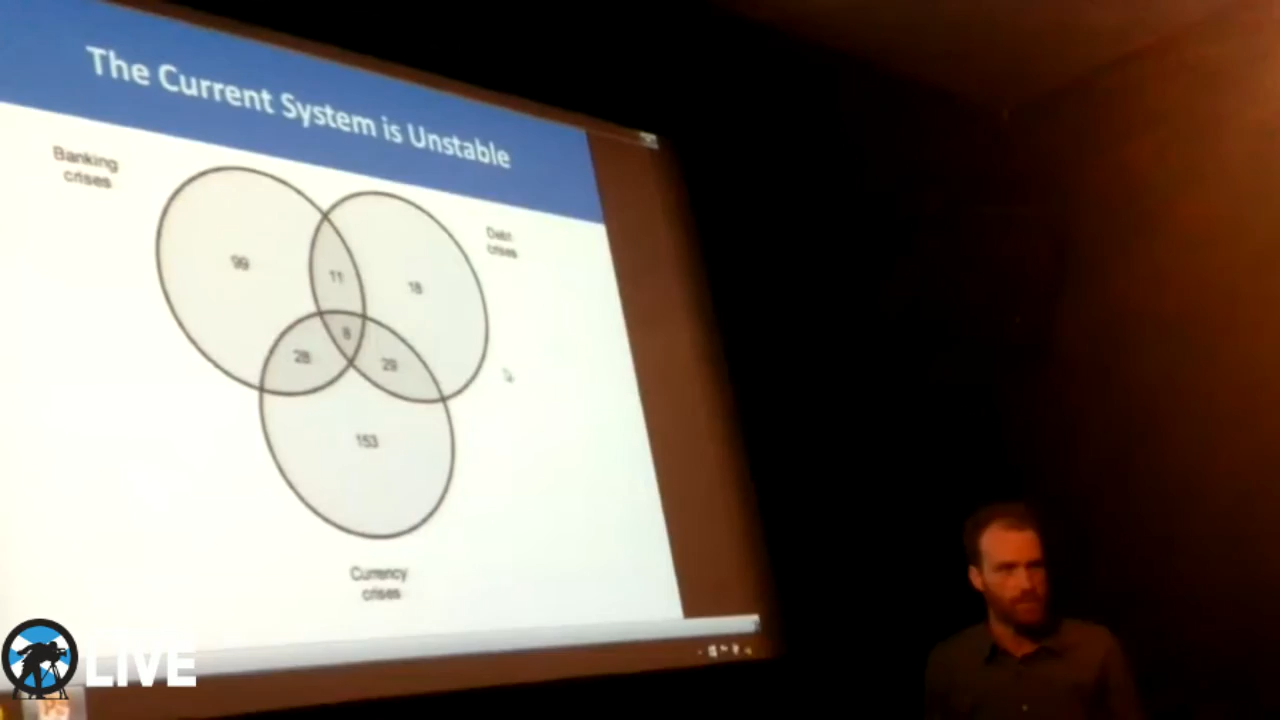 The Current System is Unstable
Banking
crises
Debt
crises
99
11
18
8
28
29
153
Currency
crises
LIVE